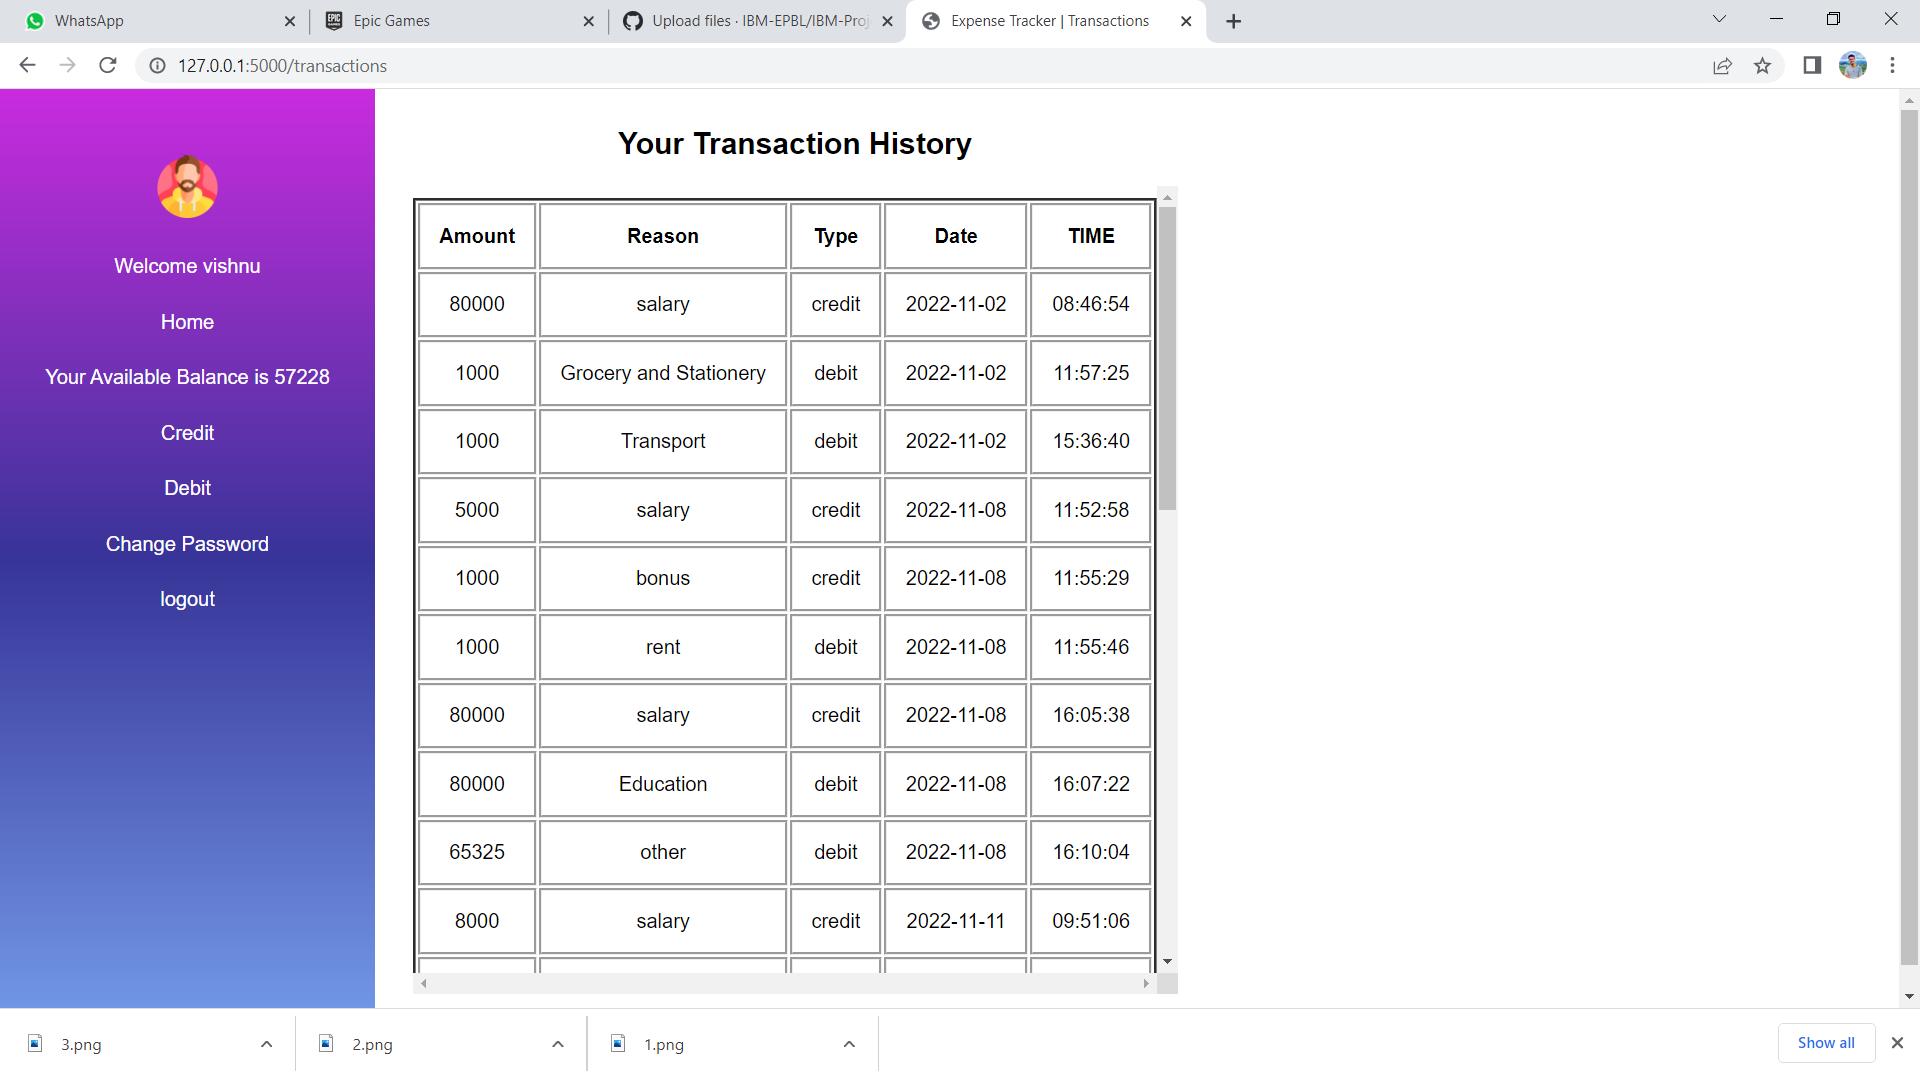 WhatsApp
Epic Games
Upload files · IBM-EPBL/IBM-Proj
Expense Tracker | Transactions
127.0.0.1:5000/transactions
Welcome vishnu
Home
Your Available Balance is 57228
Credit
Debit
Change Password
logout
Your Transaction History
Amount Reason Type Date TIME
80000 salary credit 2022-11-02 08:46:54
1000 Grocery and Stationery debit 2022-11-02 11:57:25
1000 Transport debit 2022-11-02 15:36:40
5000 salary credit 2022-11-08 11:52:58
1000 bonus credit 2022-11-08 11:55:29
1000 rent debit 2022-11-08 11:55:46
80000 salary credit 2022-11-08 16:05:38
80000 Education debit 2022-11-08 16:07:22
65325 other debit 2022-11-08 16:10:04
8000 salary credit 2022-11-11 09:51:06
3.png
2.png
1.png
Show all